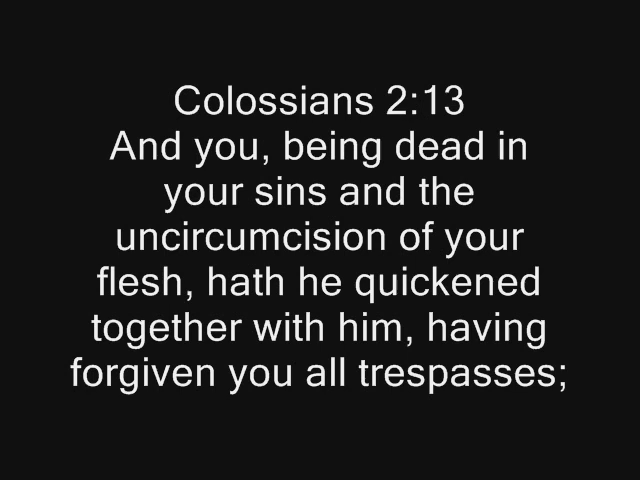 Colossians 2:13
And you, being dead in
your sins and the
uncircumcision of your
flesh, hath he quickened
together with him, having
forgiven you all trespasses;